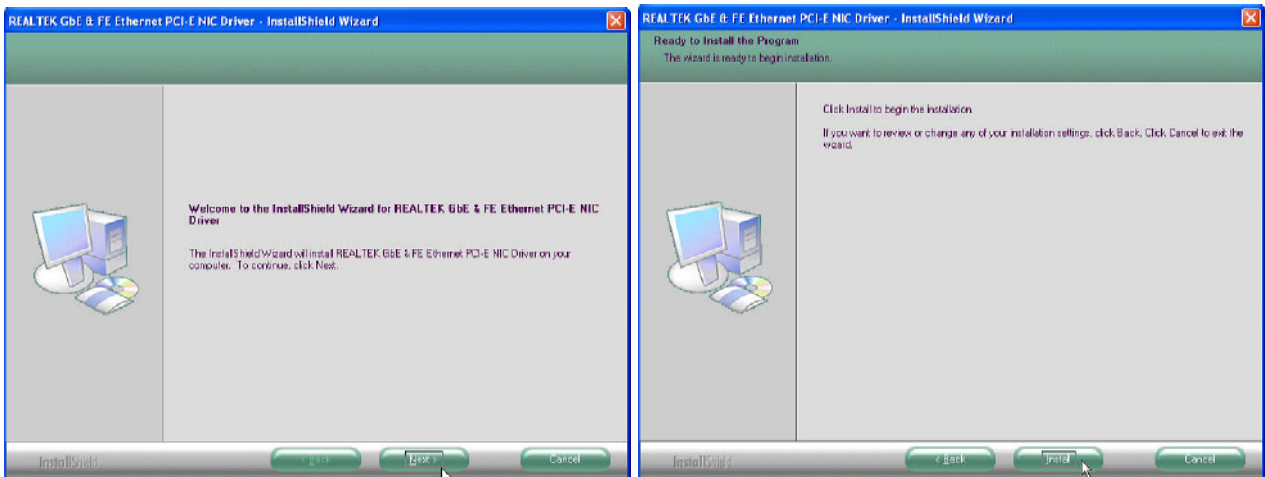 REALTEK GbE & FE Ethernet PCI-E NIC Driver - InstallShield Wizard
Welcome to the InstallShield Wizard for REALTEK GbE & FE Ethernet PCI-E NIC
Driver
The InstallShield Wizard will install REALTEK GbE & FE Ethernet PCI-E NIC Driver on your
computer. To continue, click Next.
InstallShield
< Back
Next >
Cancel
REALTEK GbE & FE Ethernet PCI-E NIC Driver - InstallShield Wizard
Ready to Install the Program
The wizard is ready to begin installation.
Click Install to begin the installation.
If you want to review or change any of your installation settings, click Back. Click Cancel to exit the
wizard.
InstallShield
< Back
Install
Cancel